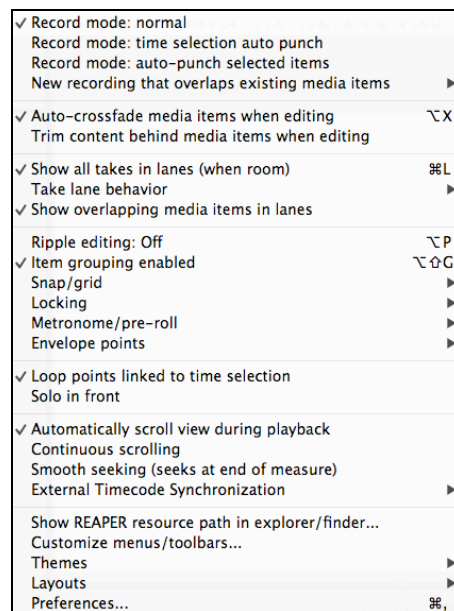 ✓ Record mode: normal
Record mode: time selection auto punch
Record mode: auto-punch selected items
New recording that overlaps existing media items ▶
✓ Auto-crossfade media items when editing ⌥X
Trim content behind media items when editing
✓ Show all takes in lanes (when room) ⌘L
Take lane behavior ▶
✓ Show overlapping media items in lanes
Ripple editing: Off ⌥P
✓ Item grouping enabled ⌥⇧G
Snap/grid ▶
Locking ▶
Metronome/pre-roll ▶
Envelope points ▶
✓ Loop points linked to time selection
Solo in front
✓ Automatically scroll view during playback
Continuous scrolling
Smooth seeking (seeks at end of measure)
External Timecode Synchronization ▶
Show REAPER resource path in explorer/finder...
Customize menus/toolbars...
Themes ▶
Layouts ▶
Preferences... ⌘,